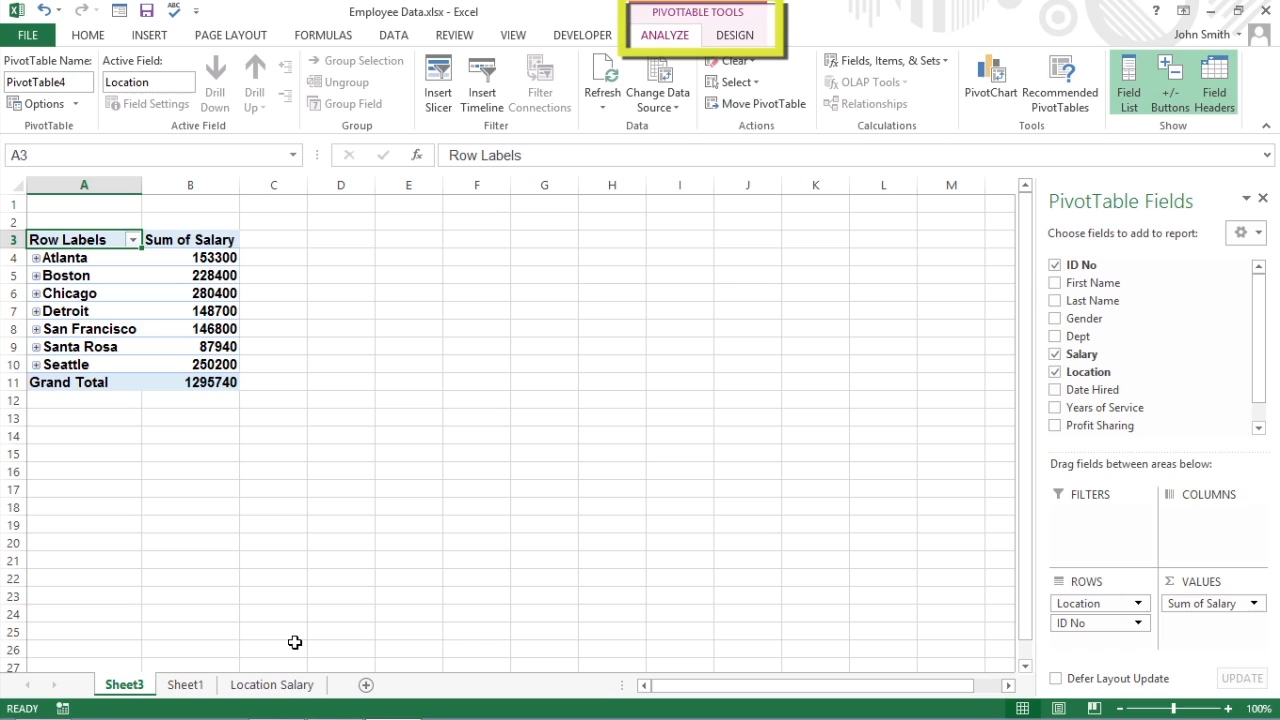 Employee Data.xlsx - Excel
PIVOTTABLE TOOLS
FILE HOME INSERT PAGE LAYOUT FORMULAS DATA REVIEW VIEW DEVELOPER ANALYZE DESIGN John Smith
PivotTable Name:
PivotTable4
Options
PivotTable
Active Field:
Location
Field Settings
Drill Down
Drill Up
Active Field
Group Selection
Ungroup
Group Field
Group
Insert Slicer
Insert Timeline
Filter Connections
Filter
Refresh
Change Data Source
Data
Clear
Select
Move PivotTable
Actions
Fields, Items, & Sets
OLAP Tools
Relationships
Calculations
PivotChart
Recommended PivotTables
Tools
Field List
+/- Buttons
Field Headers
Show
A3 fx Row Labels
A B C D E F G H I J K L M
1
2
3 Row Labels Sum of Salary
4 Atlanta 153300
5 Boston 228400
6 Chicago 280400
7 Detroit 148700
8 San Francisco 146800
9 Santa Rosa 87940
10 Seattle 250200
11 Grand Total 1295740
12
13
14
15
16
17
18
19
20
21
22
23
24
25
26
27
PivotTable Fields
Choose fields to add to report:
ID No
First Name
Last Name
Gender
Dept
Salary
Location
Date Hired
Years of Service
Profit Sharing
Drag fields between areas below:
FILTERS
COLUMNS
ROWS
Location
ID No
Σ VALUES
Sum of Salary
Defer Layout Update
UPDATE
Sheet3 Sheet1 Location Salary
READY
100%